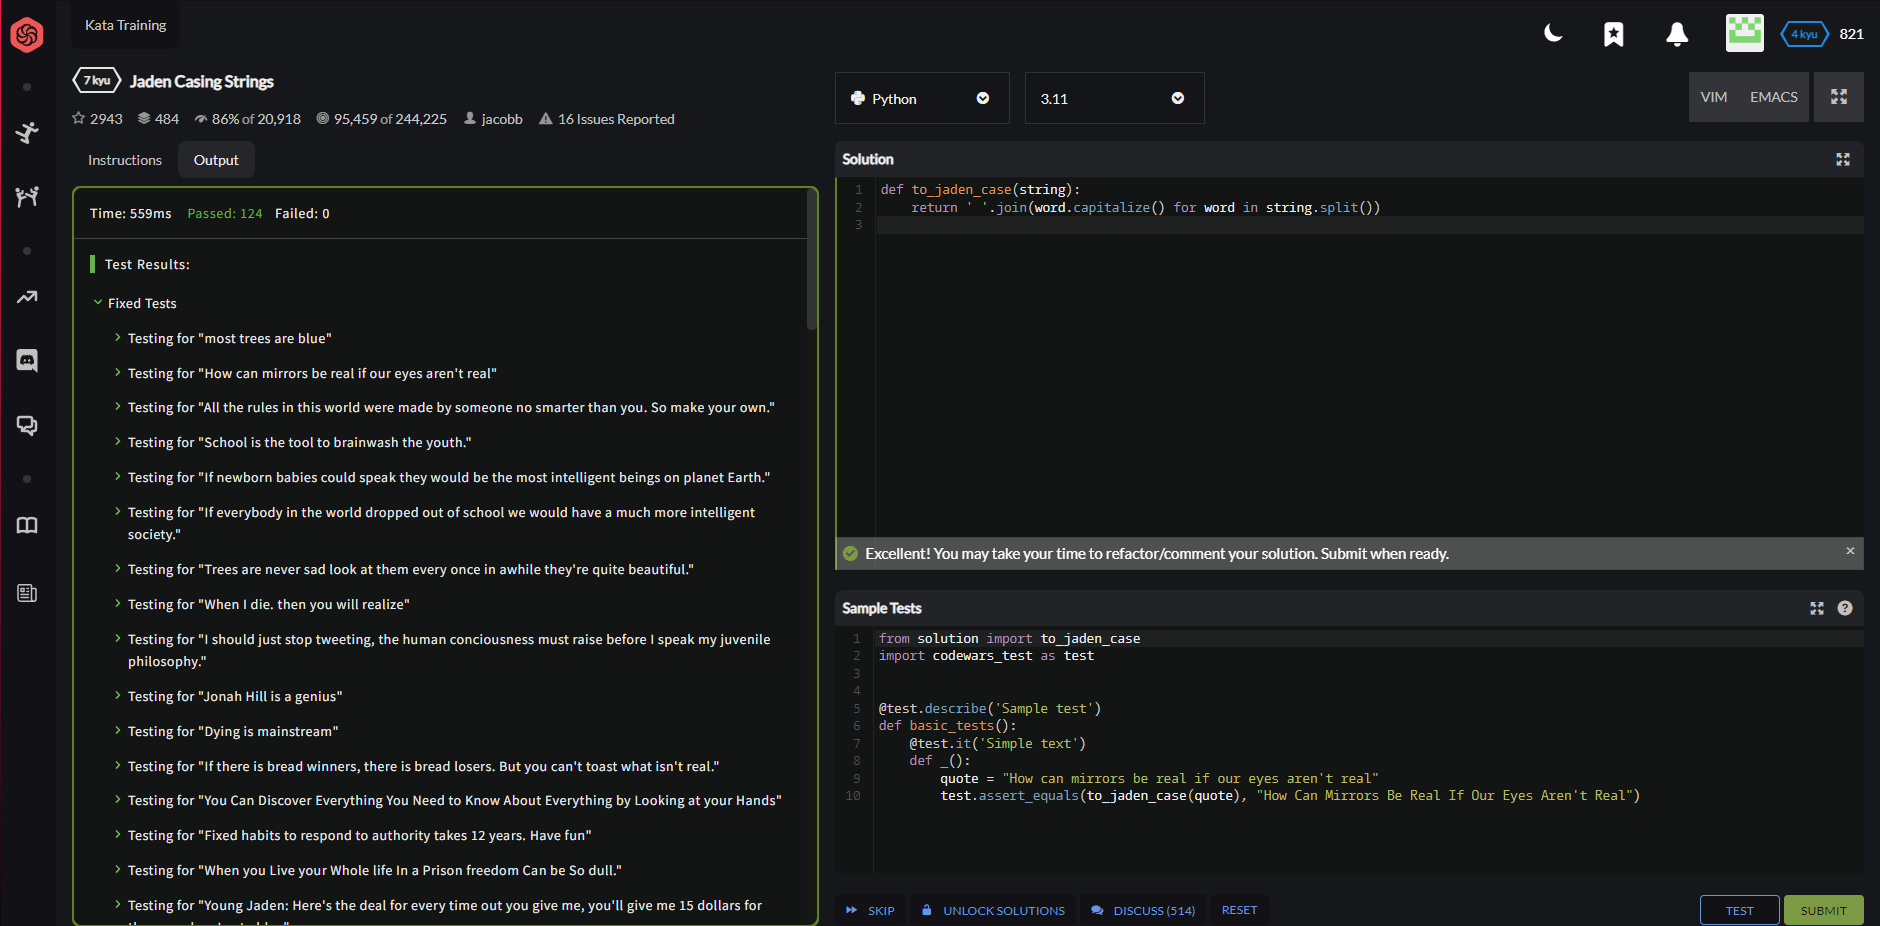 Kata Training
4 kyu 821
7 kyu Jaden Casing Strings
2943 484 86% of 20,918 95,459 of 244,225 jacobb 16 Issues Reported
Instructions Output
Time: 559ms Passed: 124 Failed: 0
Test Results:
Fixed Tests
Testing for "most trees are blue"
Testing for "How can mirrors be real if our eyes aren't real"
Testing for "All the rules in this world were made by someone no smarter than you. So make your own."
Testing for "School is the tool to brainwash the youth."
Testing for "If newborn babies could speak they would be the most intelligent beings on planet Earth."
Testing for "If everybody in the world dropped out of school we would have a much more intelligent
society."
Testing for "Trees are never sad look at them every once in awhile they're quite beautiful."
Testing for "When I die. then you will realize"
Testing for "I should just stop tweeting, the human conciousness must raise before I speak my juvenile
philosophy."
Testing for "Jonah Hill is a genius"
Testing for "Dying is mainstream"
Testing for "If there is bread winners, there is bread losers. But you can't toast what isn't real."
Testing for "You Can Discover Everything You Need to Know About Everything by Looking at your Hands"
Testing for "Fixed habits to respond to authority takes 12 years. Have fun"
Testing for "When you Live your Whole life In a Prison freedom Can be So dull."
Testing for "Young Jaden: Here's the deal for every time out you give me, you'll give me 15 dollars for
Python 3.11 VIM EMACS
Solution
1 def to_jaden_case(string):
2 return ' '.join(word.capitalize() for word in string.split())
3
Excellent! You may take your time to refactor/comment your solution. Submit when ready.
Sample Tests
1 from solution import to_jaden_case
2 import codewars_test as test
3
4
5 @test.describe('Sample test')
6 def basic_tests():
7 @test.it('Simple text')
8 def _():
9 quote = "How can mirrors be real if our eyes aren't real"
10 test.assert_equals(to_jaden_case(quote), "How Can Mirrors Be Real If Our Eyes Aren't Real")
SKIP UNLOCK SOLUTIONS DISCUSS (514) RESET TEST SUBMIT